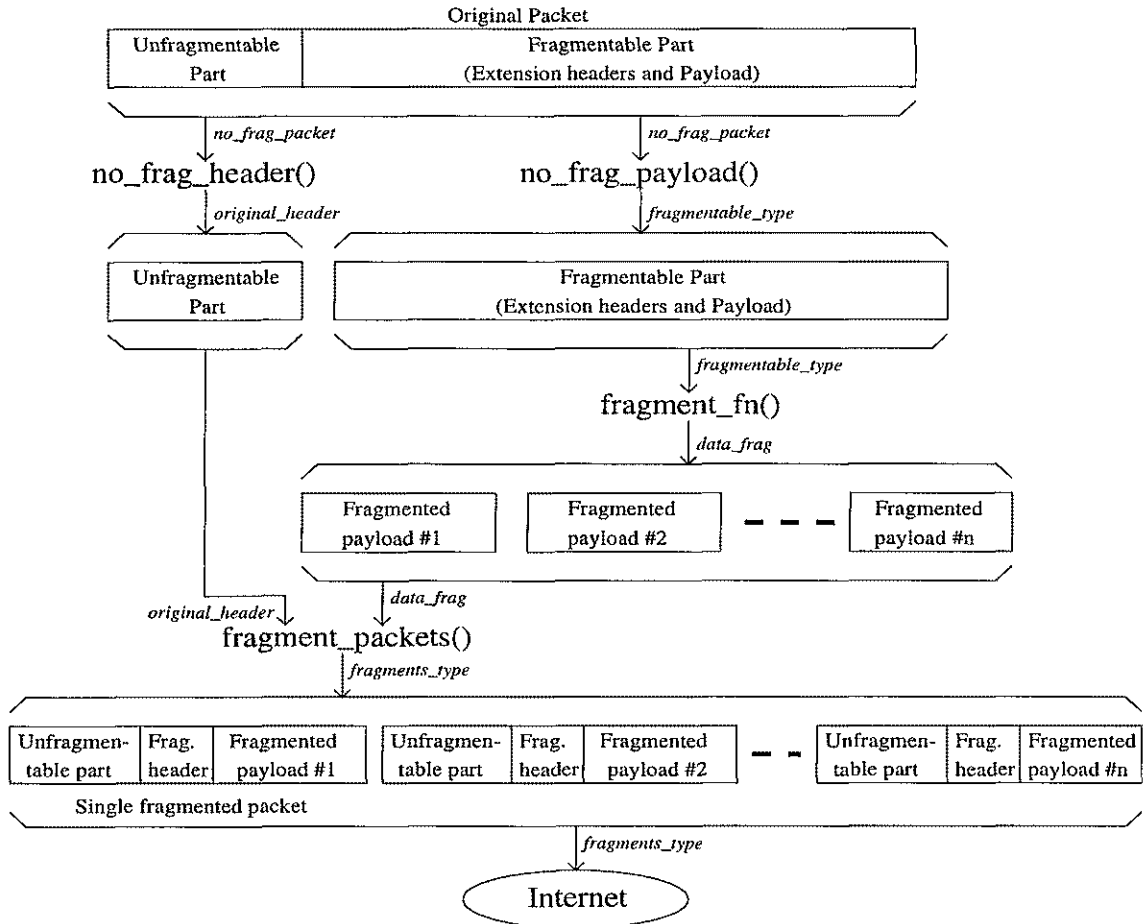 Original Packet
Unfragmentable
Part
Fragmentable Part
(Extension headers and Payload)
no_frag_packet
no_frag_packet
no_frag_header()
no_frag_payload()
original_header
fragmentable_type
Unfragmentable
Part
Fragmentable Part
(Extension headers and Payload)
fragmentable_type
fragment_fn()
data_frag
Fragmented
payload #1
Fragmented
payload #2
Fragmented
payload #n
original_header
data_frag
fragment_packets()
fragments_type
Unfragmen-
table part
Frag.
header
Fragmented
payload #1
Unfragmen-
table part
Frag.
header
Fragmented
payload #2
Unfragmen-
table part
Frag.
header
Fragmented
payload #n
Single fragmented packet
fragments_type
Internet